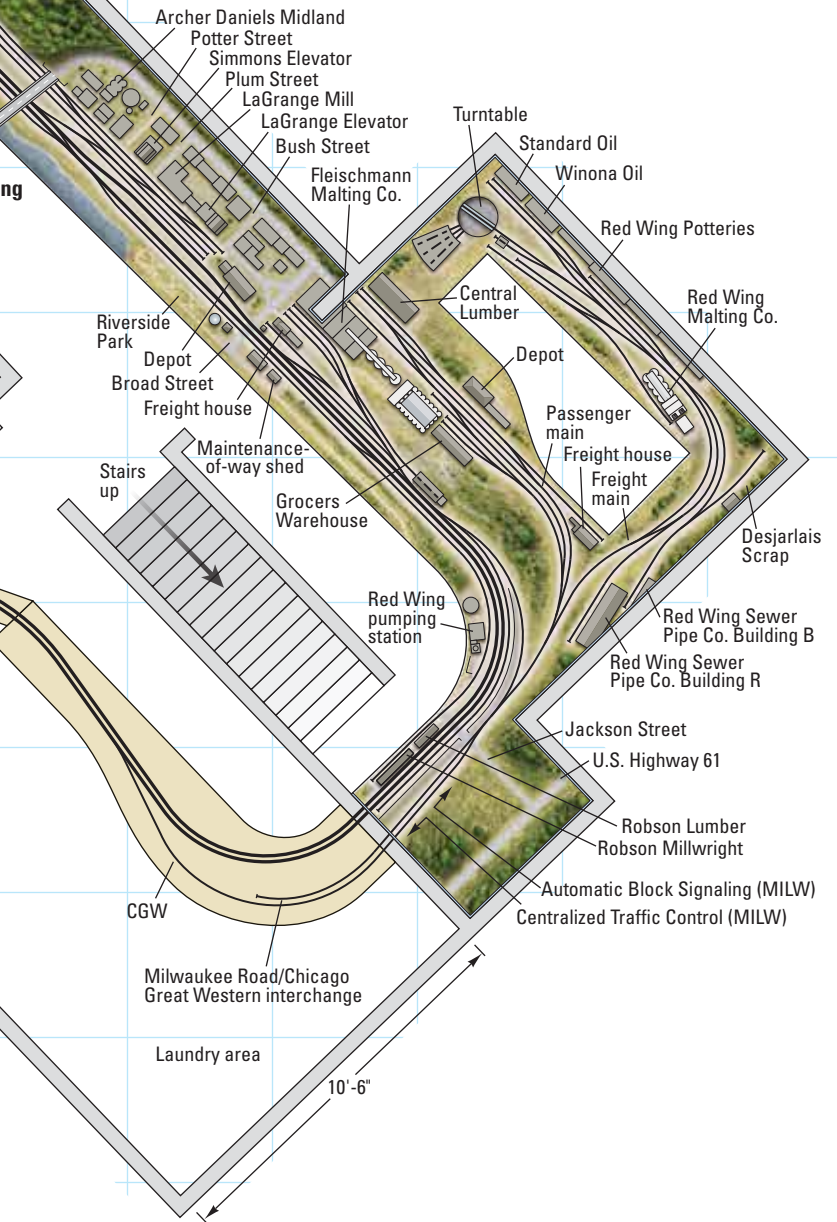 Archer Daniels Midland
Potter Street
Simmons Elevator
Plum Street
LaGrange Mill
LaGrange Elevator
Bush Street
Fleischmann
Malting Co.
Turntable
Standard Oil
Winona Oil
Red Wing Potteries
Red Wing
Malting Co.
ng
Central
Lumber
Depot
Riverside
Park
Depot
Broad Street
Freight house
Maintenance-
of-way shed
Passenger
main
Freight house
Freight
main
Stairs
up
Grocers
Warehouse
Desjarlais
Scrap
Red Wing
pumping
station
Red Wing Sewer
Pipe Co. Building B
Red Wing Sewer
Pipe Co. Building R
Jackson Street
U.S. Highway 61
Robson Lumber
Robson Millwright
Automatic Block Signaling (MILW)
Centralized Traffic Control (MILW)
CGW
Milwaukee Road/Chicago
Great Western interchange
Laundry area
10'-6"